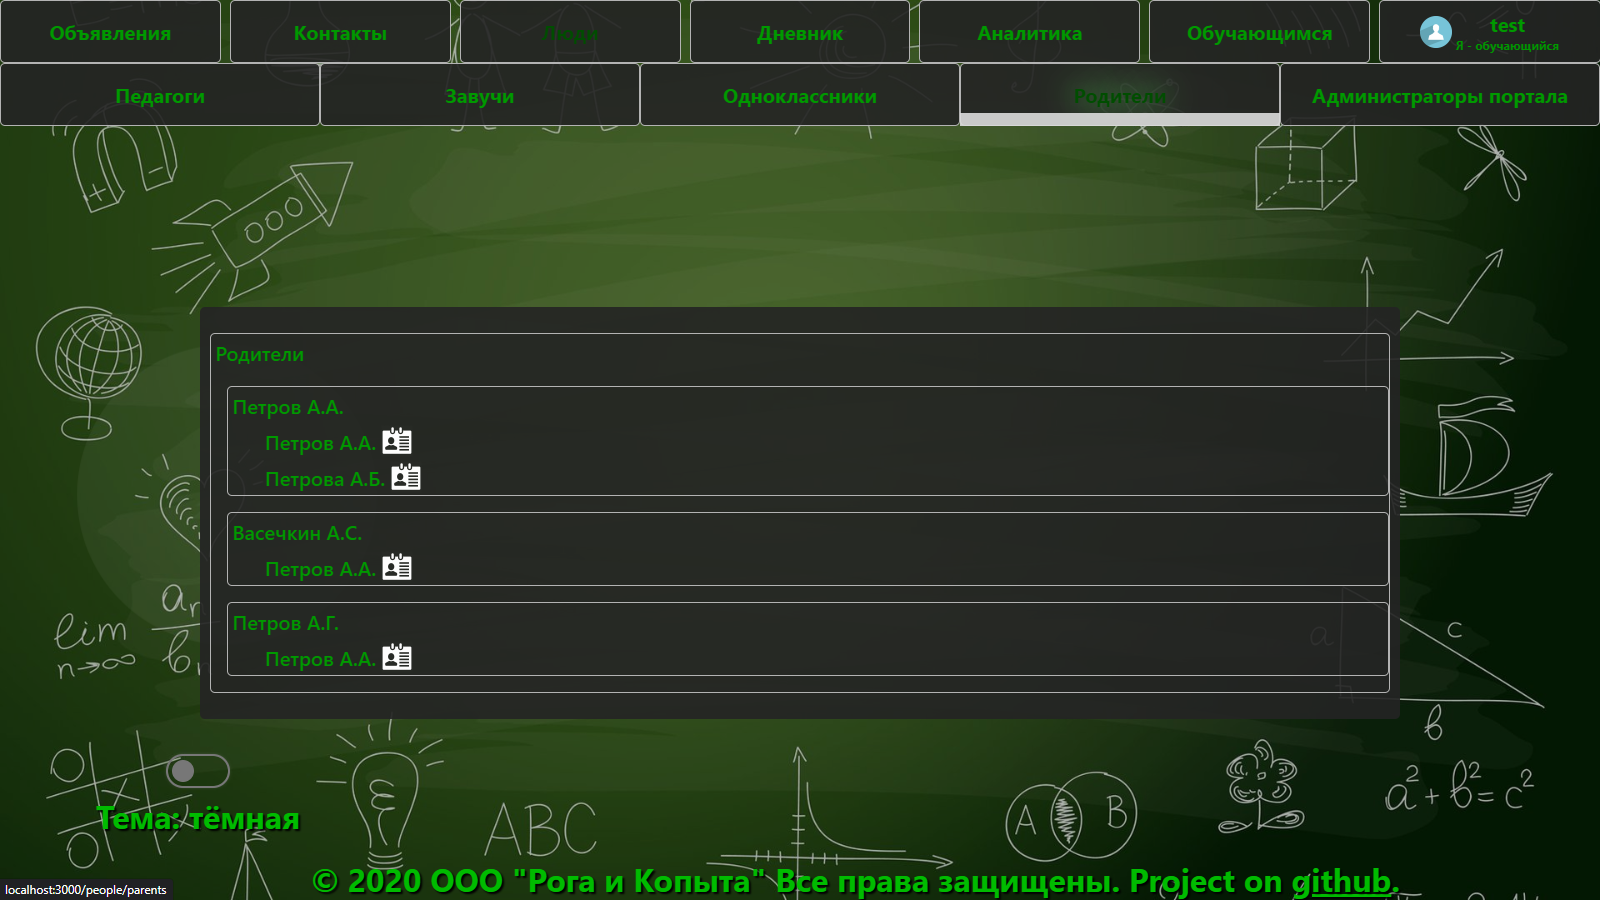 Объявления
Контакты
Люди
Дневник
Аналитика
Обучающимся
test
Я - обучающийся
Педагоги
Завучи
Одноклассники
Родители
Администраторы портала
Родители
Петров А.А.
Петров А.А.
Петрова А.Б.
Васечкин А.С.
Петров А.А.
Петров А.Г.
Петров А.А.
lim
n→∞
a
c
b
Тема: тёмная
ABC
A B
a²+b²=c²
© 2020 ООО "Рога и Копыта" Все права защищены. Project on github.
localhost:3000/people/parents